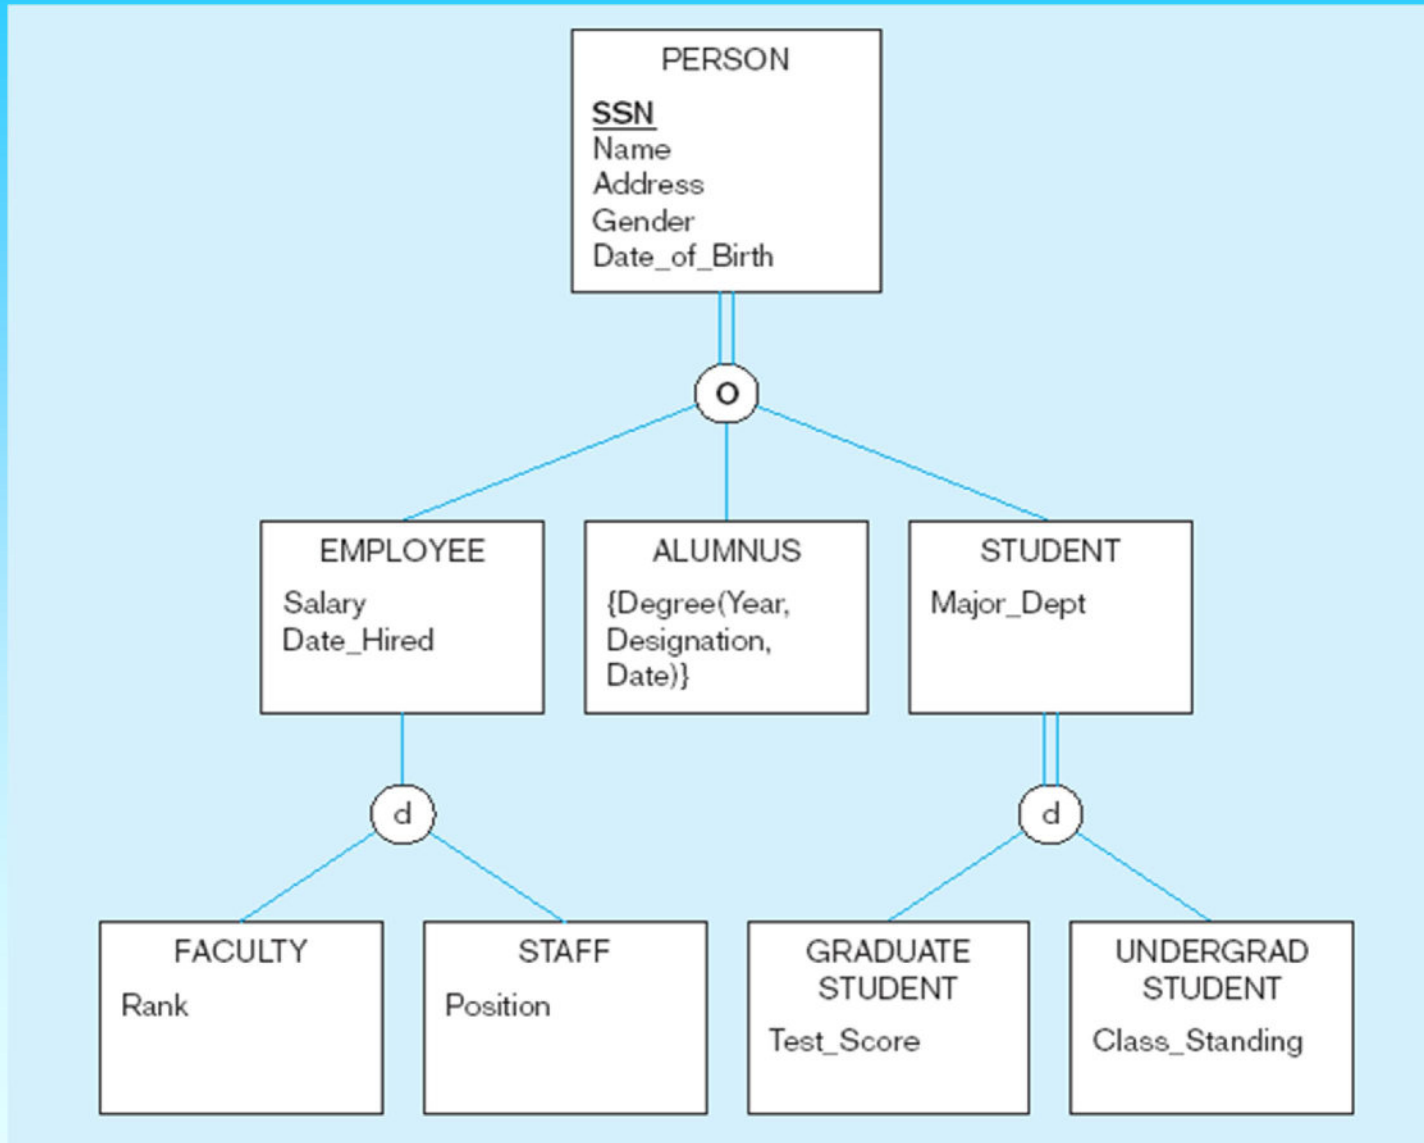 PERSON
SSN
Name
Address
Gender
Date_of_Birth
O
EMPLOYEE
Salary
Date_Hired
ALUMNUS
{Degree(Year,
Designation,
Date)}
STUDENT
Major_Dept
d
d
FACULTY
Rank
STAFF
Position
GRADUATE
STUDENT
Test_Score
UNDERGRAD
STUDENT
Class_Standing